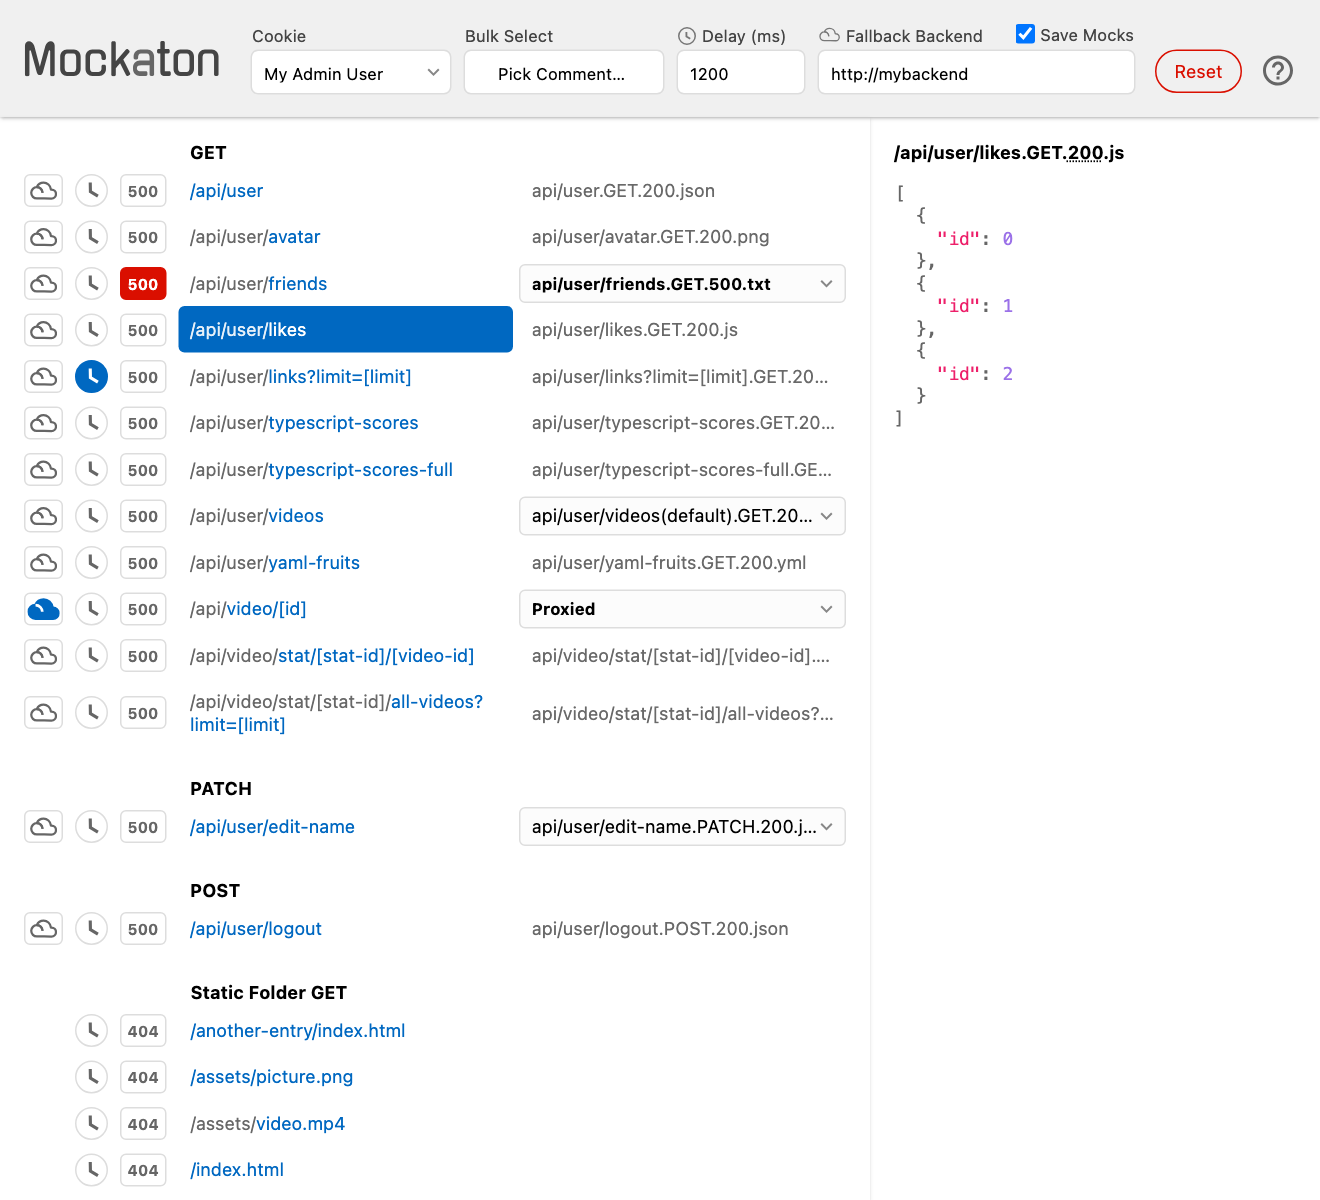 Mockaton
Cookie
My Admin User
Bulk Select
Pick Comment...
Delay (ms)
1200
Fallback Backend
Save Mocks
http://mybackend
Reset
?
GET
500 /api/user api/user.GET.200.json
500 /api/user/avatar api/user/avatar.GET.200.png
500 /api/user/friends api/user/friends.GET.500.txt
500 /api/user/likes api/user/likes.GET.200.js
500 /api/user/links?limit=[limit] api/user/links?limit=[limit].GET.20...
500 /api/user/typescript-scores api/user/typescript-scores.GET.20...
500 /api/user/typescript-scores-full api/user/typescript-scores-full.GE...
500 /api/user/videos api/user/videos(default).GET.20...
500 /api/user/yaml-fruits api/user/yaml-fruits.GET.200.yml
500 /api/video/[id] Proxied
500 /api/video/stat/[stat-id]/[video-id] api/video/stat/[stat-id]/[video-id]....
500 /api/video/stat/[stat-id]/all-videos? api/video/stat/[stat-id]/all-videos?...
limit=[limit]
PATCH
500 /api/user/edit-name api/user/edit-name.PATCH.200.j...
POST
500 /api/user/logout api/user/logout.POST.200.json
Static Folder GET
404 /another-entry/index.html
404 /assets/picture.png
404 /assets/video.mp4
404 /index.html
/api/user/likes.GET.200.js
[
{
"id": 0
},
{
"id": 1
},
{
"id": 2
}
]